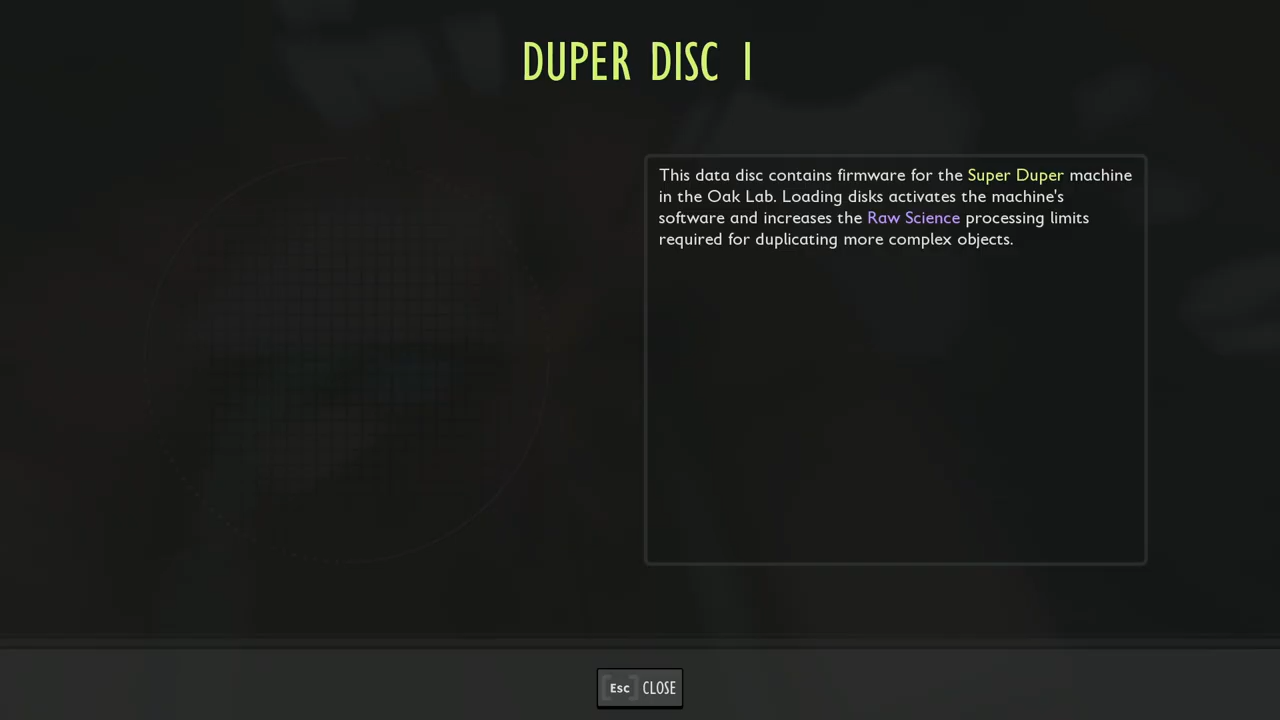 DUPER DISC 1
This data disc contains firmware for the Super Duper machine
in the Oak Lab. Loading disks activates the machine's
software and increases the Raw Science processing limits
required for duplicating more complex objects.
Esc CLOSE